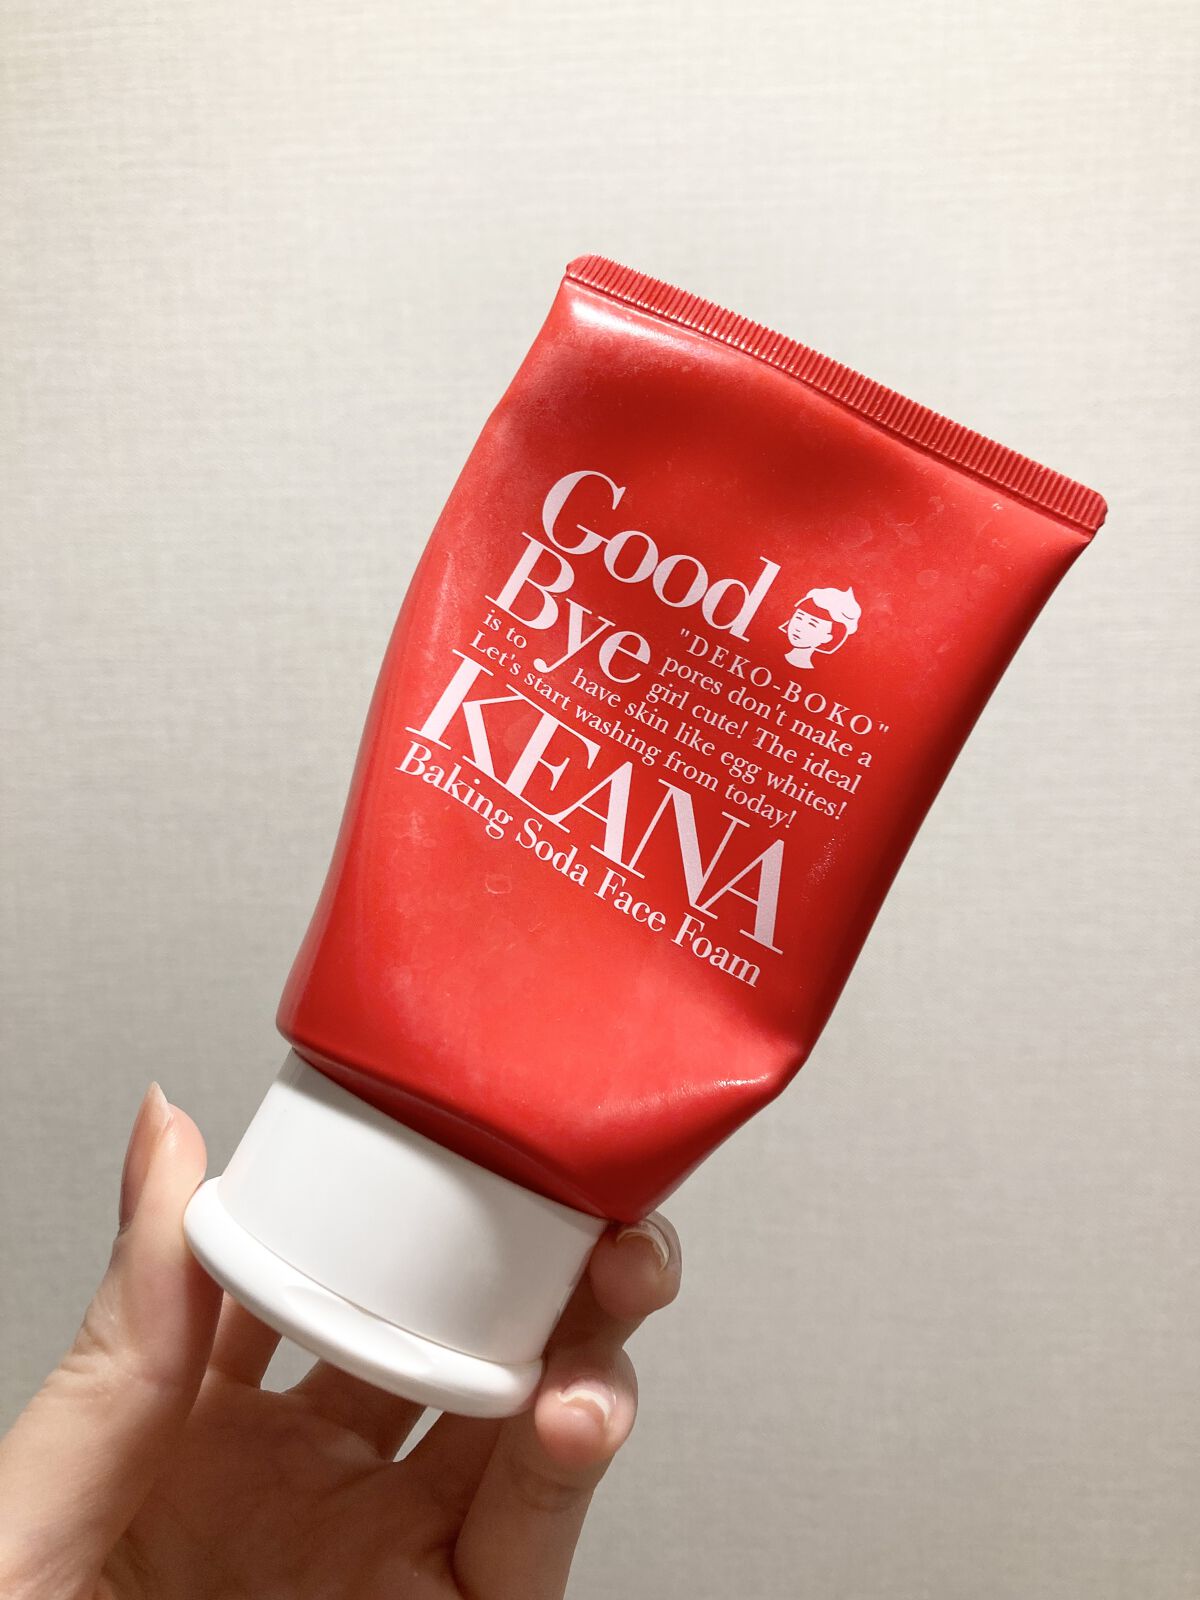 Good
Bye
"DEKO-BOKO"
pores don't make a
girl cute! The ideal
is to have skin like egg whites!
Let's start washing from today!
KEANA
Baking Soda Face Foam